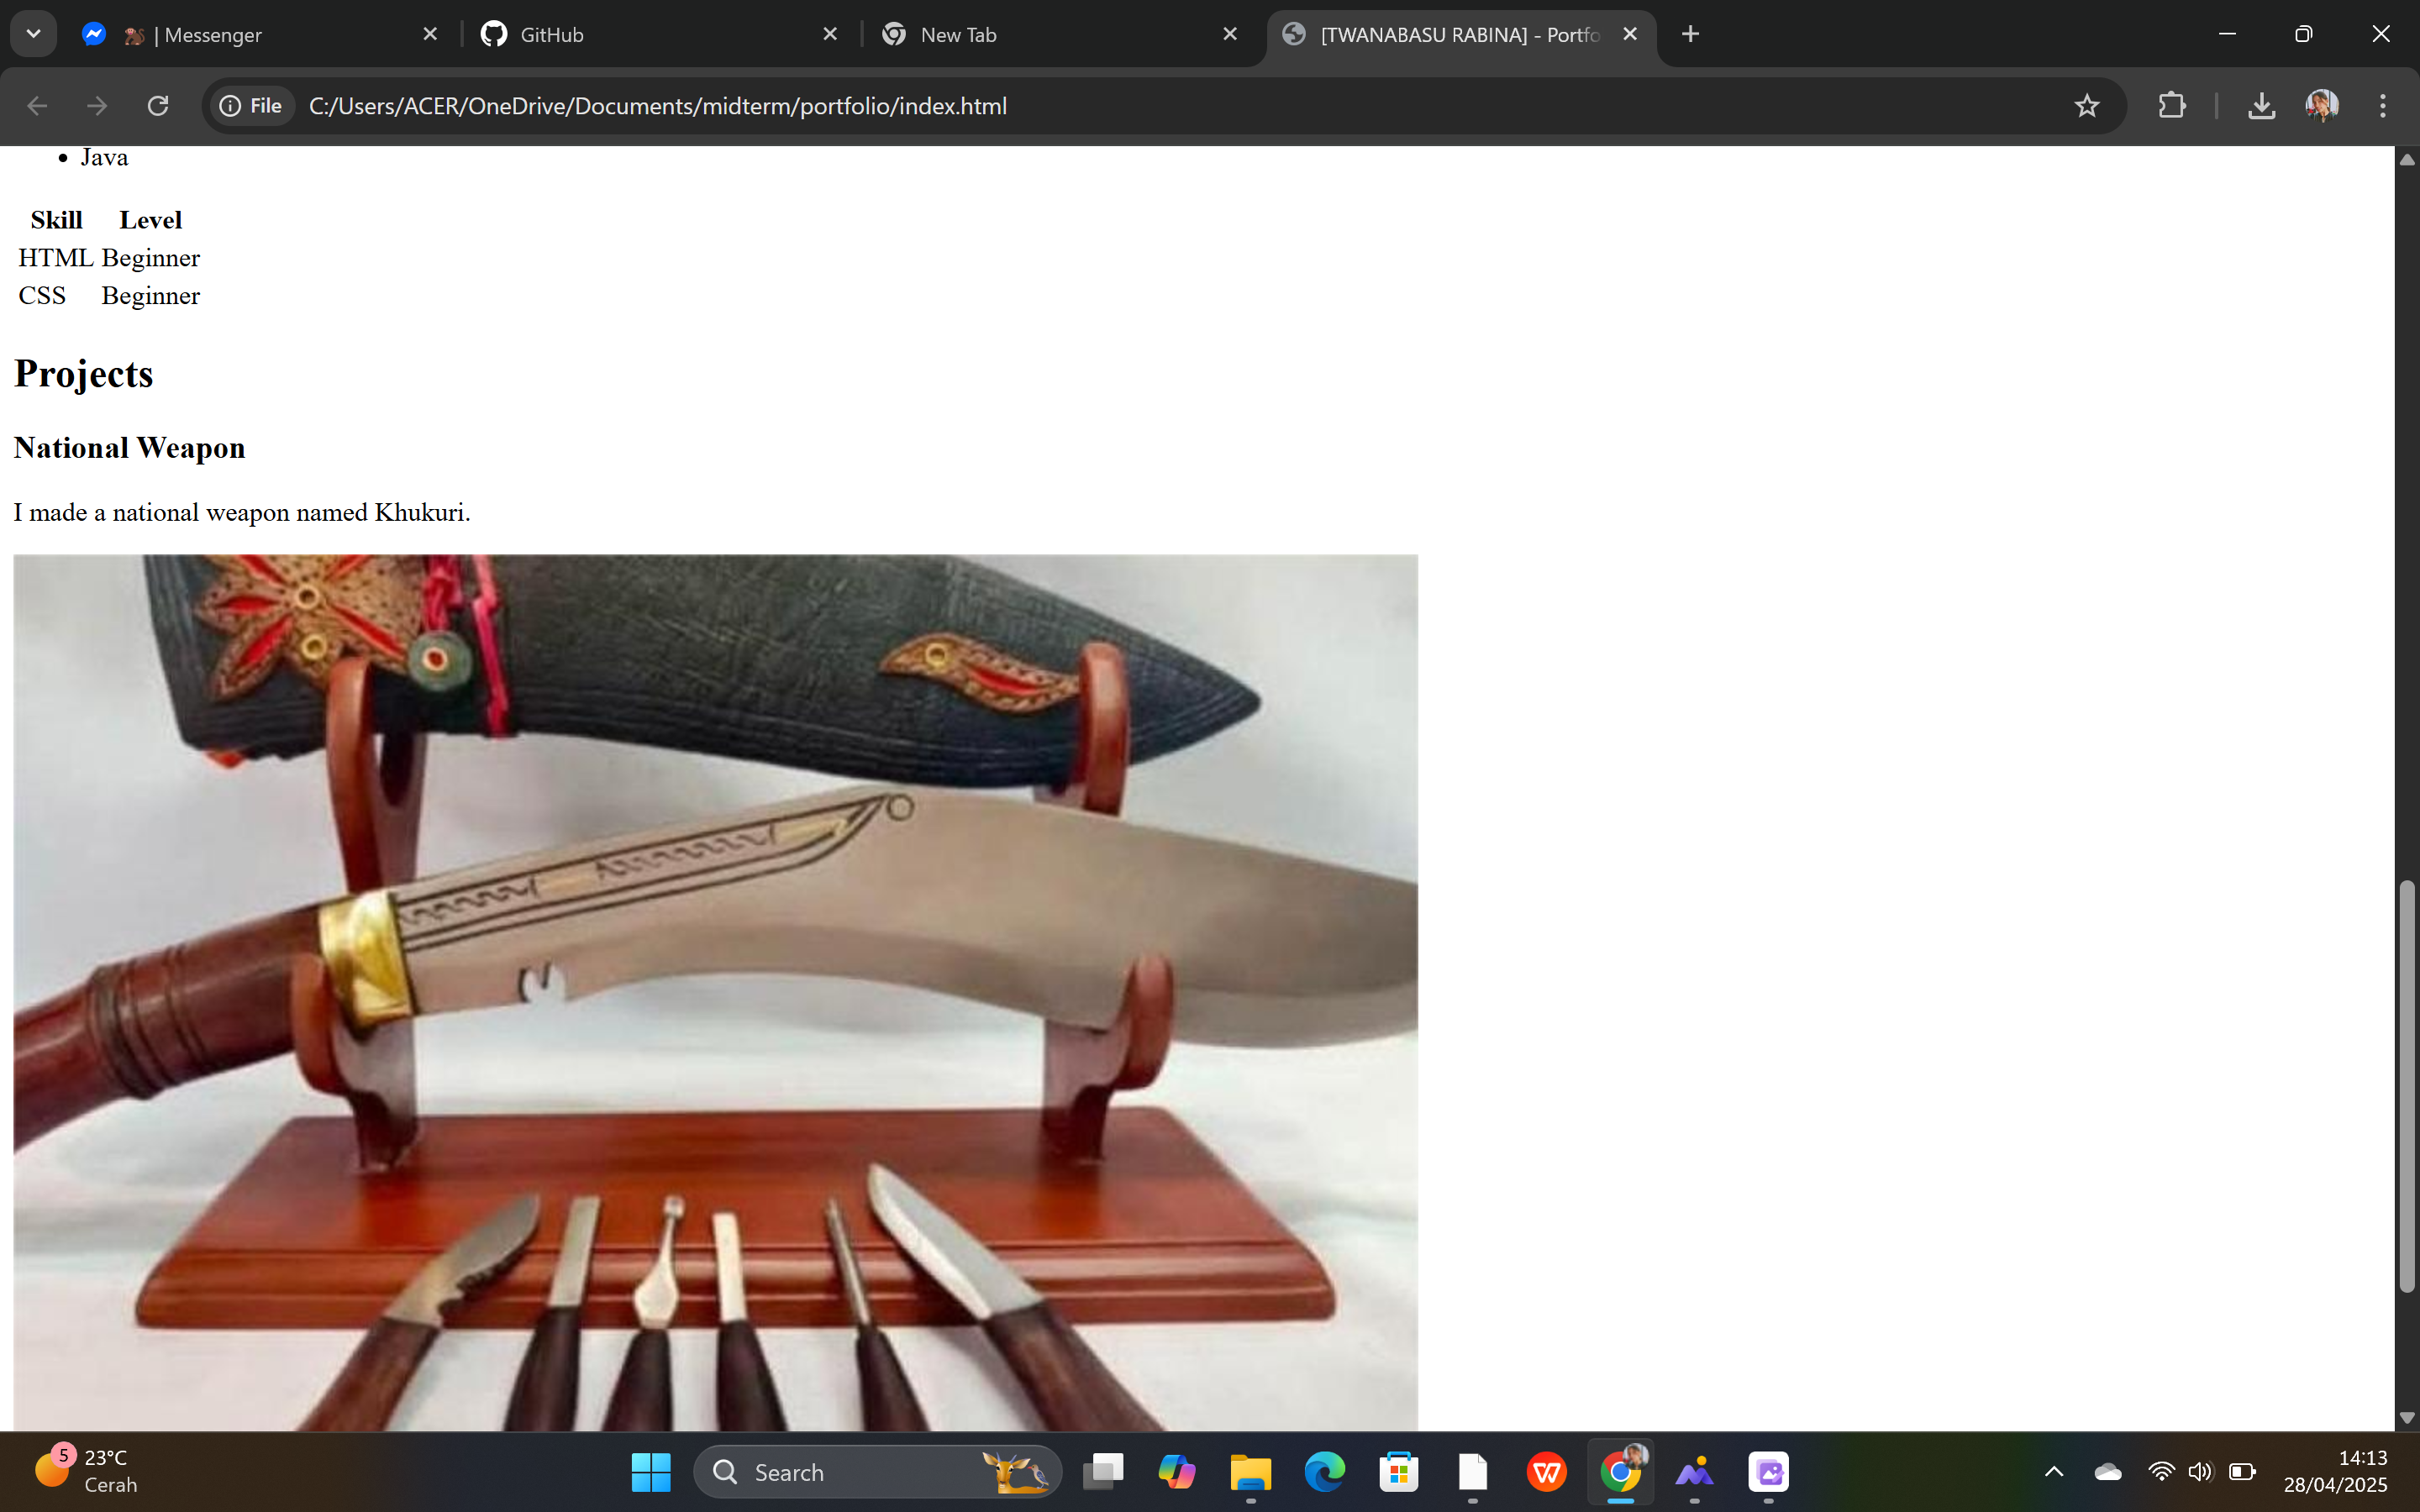 🐒 | Messenger
GitHub
New Tab
[TWANABASU RABINA] - Portfo
File
C:/Users/ACER/OneDrive/Documents/midterm/portfolio/index.html
• Java
Skill Level
HTML Beginner
CSS Beginner
Projects
National Weapon
I made a national weapon named Khukuri.
5
23°C
Cerah
Search
14:13
28/04/2025